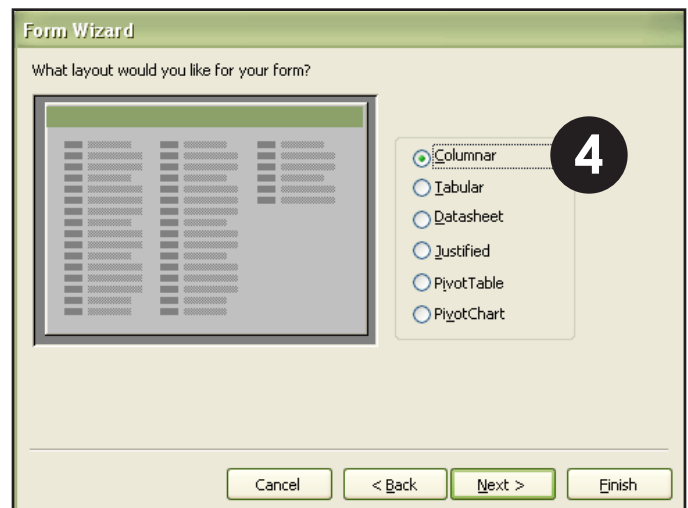 Form Wizard
What layout would you like for your form?
Columnar
4
Tabular
Datasheet
Justified
PivotTable
PivotChart
Cancel
< Back
Next >
Finish